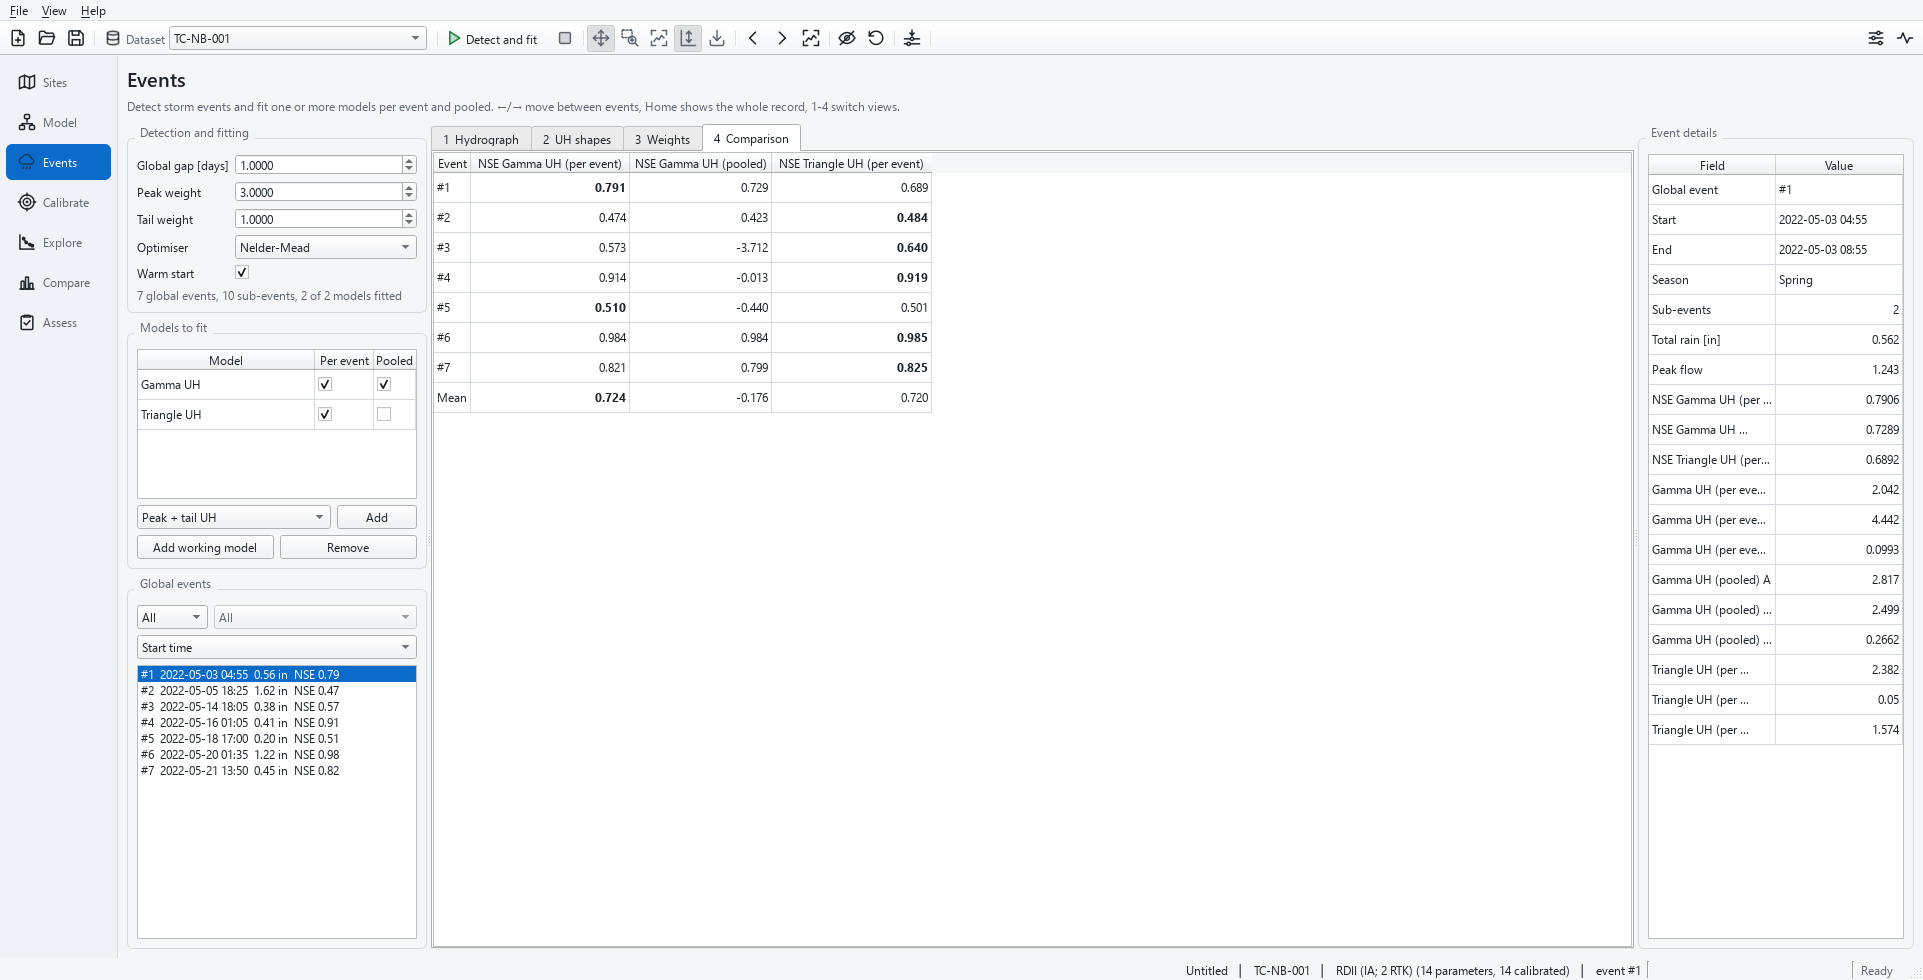 File View Help
Dataset TC-NB-001 Detect and fit
Sites
Model
Events
Calibrate
Explore
Compare
Assess
Events
Detect storm events and fit one or more models per event and pooled. ←/→ move between events, Home shows the whole record, 1-4 switch views.
Detection and fitting
Global gap [days] 1.0000
Peak weight 3.0000
Tail weight 1.0000
Optimiser Nelder-Mead
Warm start
7 global events, 10 sub-events, 2 of 2 models fitted
Models to fit
Model Per event Pooled
Gamma UH
Triangle UH
Peak + tail UH Add
Add working model Remove
Global events
All All
Start time
#1 2022-05-03 04:55 0.56 in NSE 0.79
#2 2022-05-05 18:25 1.62 in NSE 0.47
#3 2022-05-14 18:05 0.38 in NSE 0.57
#4 2022-05-16 01:05 0.41 in NSE 0.91
#5 2022-05-18 17:00 0.20 in NSE 0.51
#6 2022-05-20 01:35 1.22 in NSE 0.98
#7 2022-05-21 13:50 0.45 in NSE 0.82
1 Hydrograph 2 UH shapes 3 Weights 4 Comparison
Event NSE Gamma UH (per event) NSE Gamma UH (pooled) NSE Triangle UH (per event)
#1 0.791 0.729 0.689
#2 0.474 0.423 0.484
#3 0.573 -3.712 0.640
#4 0.914 -0.013 0.919
#5 0.510 -0.440 0.501
#6 0.984 0.984 0.985
#7 0.821 0.799 0.825
Mean 0.724 -0.176 0.720
Event details
Field Value
Global event #1
Start 2022-05-03 04:55
End 2022-05-03 08:55
Season Spring
Sub-events 2
Total rain [in] 0.562
Peak flow 1.243
NSE Gamma UH (per ... 0.7906
NSE Gamma UH ... 0.7289
NSE Triangle UH (per... 0.6892
Gamma UH (per eve... 2.042
Gamma UH (per eve... 4.442
Gamma UH (per eve... 0.0993
Gamma UH (pooled) A 2.817
Gamma UH (pooled) ... 2.499
Gamma UH (pooled) ... 0.2662
Triangle UH (per ... 2.382
Triangle UH (per ... 0.05
Triangle UH (per ... 1.574
Untitled | TC-NB-001 | RDII (IA; 2 RTK) (14 parameters, 14 calibrated) | event #1 Ready